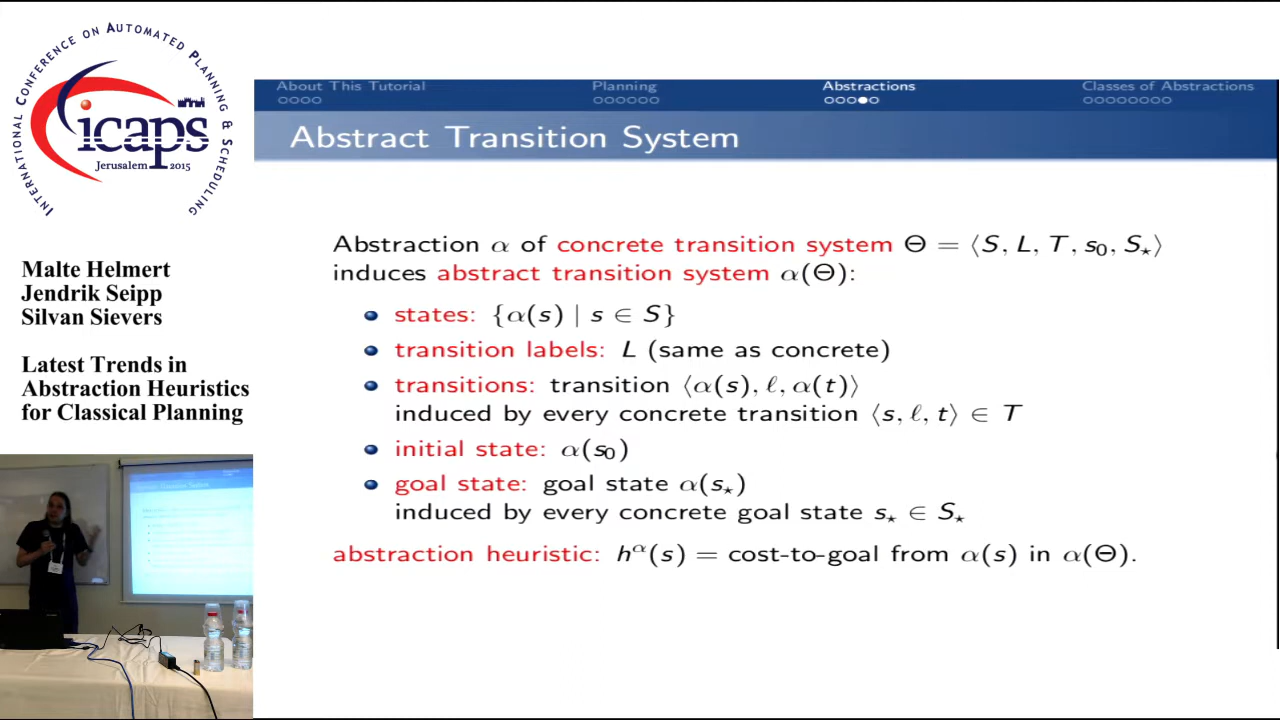 INTERNATIONAL CONFERENCE ON AUTOMATED PLANNING & SCHEDULING
icaps
Jerusalem 2015
Malte Helmert
Jendrik Seipp
Silvan Sievers
Latest Trends in
Abstraction Heuristics
for Classical Planning
About This Tutorial Planning Abstractions Classes of Abstractions
Abstract Transition System
Abstraction α of concrete transition system Θ = ⟨S, L, T, s₀, S⋆⟩
induces abstract transition system α(Θ):
states: {α(s) | s ∈ S}
transition labels: L (same as concrete)
transitions: transition ⟨α(s), ℓ, α(t)⟩
induced by every concrete transition ⟨s, ℓ, t⟩ ∈ T
initial state: α(s₀)
goal state: goal state α(s⋆)
induced by every concrete goal state s⋆ ∈ S⋆
abstraction heuristic: hᵅ(s) = cost-to-goal from α(s) in α(Θ).